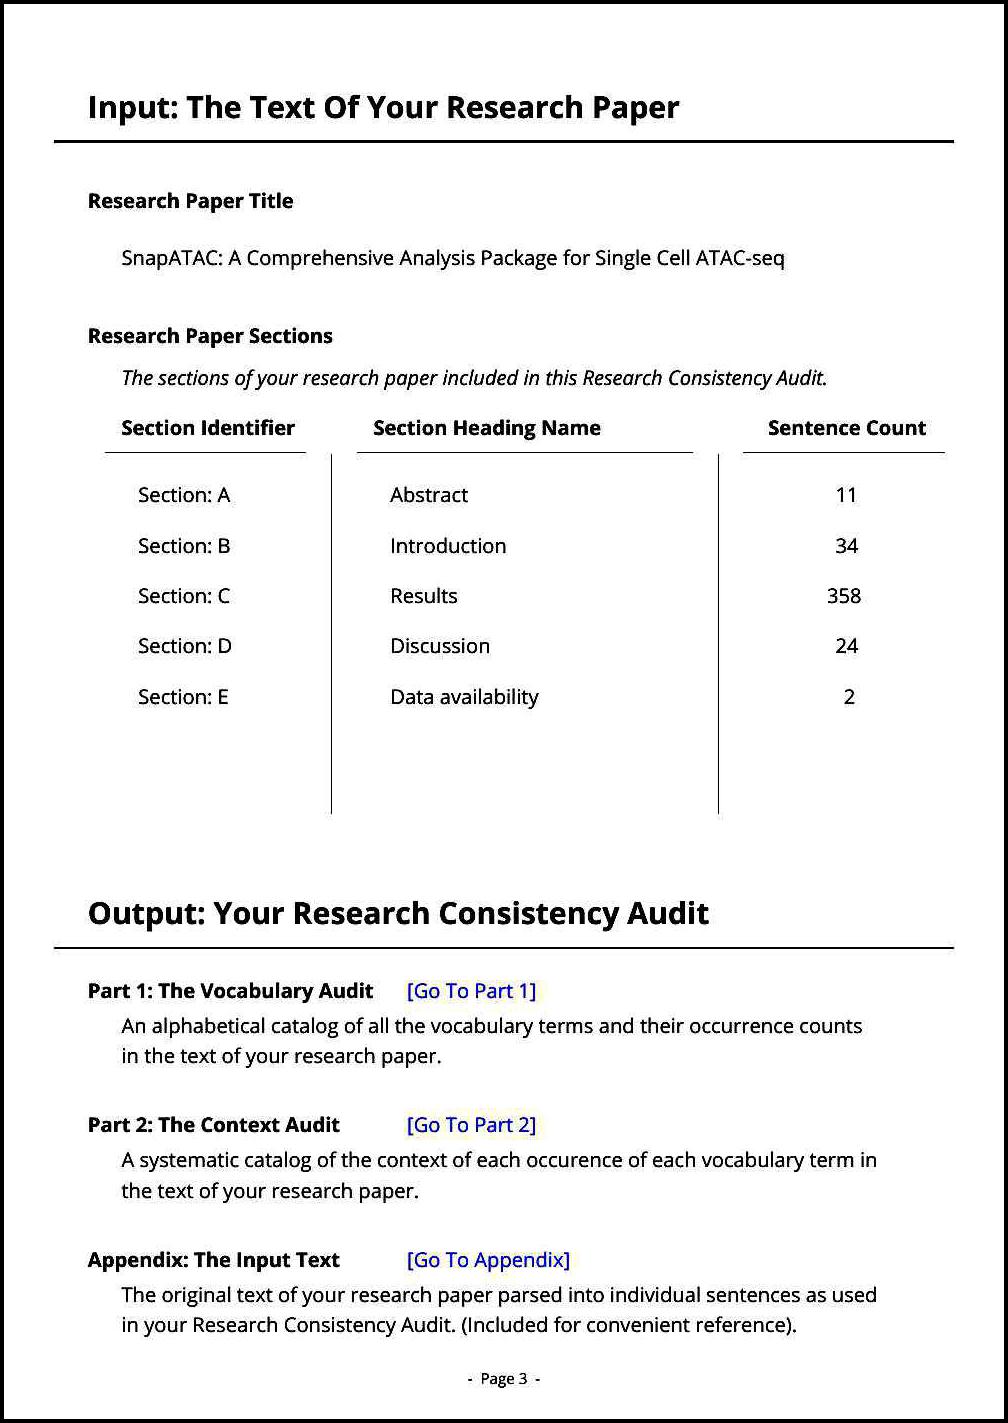 Input: The Text Of Your Research Paper
Research Paper Title
SnapATAC: A Comprehensive Analysis Package for Single Cell ATAC-seq
Research Paper Sections
The sections of your research paper included in this Research Consistency Audit.
Section Identifier Section Heading Name Sentence Count
Section: A Abstract 11
Section: B Introduction 34
Section: C Results 358
Section: D Discussion 24
Section: E Data availability 2
Output: Your Research Consistency Audit
Part 1: The Vocabulary Audit [Go To Part 1]
An alphabetical catalog of all the vocabulary terms and their occurrence counts
in the text of your research paper.
Part 2: The Context Audit [Go To Part 2]
A systematic catalog of the context of each occurence of each vocabulary term in
the text of your research paper.
Appendix: The Input Text [Go To Appendix]
The original text of your research paper parsed into individual sentences as used
in your Research Consistency Audit. (Included for convenient reference).
- Page 3 -